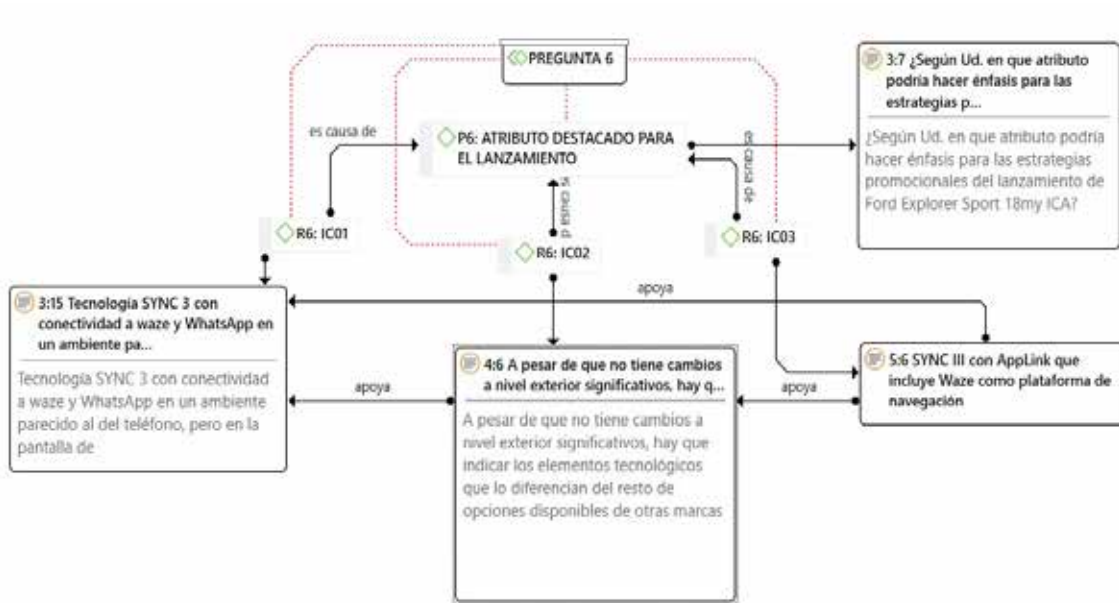 PREGUNTA 6
3:7 ¿Según Ud. en que atributo
podría hacer énfasis para las
estrategias p...
¿Según Ud. en que atributo podría
hacer énfasis para las estrategias
promocionales del lanzamiento de
Ford Explorer Sport 18my ICA?
es causa de
P6: ATRIBUTO DESTACADO PARA
EL LANZAMIENTO
es causa de
es causa d
R6: IC01
R6: IC02
R6: IC03
apoya
3:15 Tecnología SYNC 3 con
conectividad a waze y WhatsApp en
un ambiente pa...
Tecnología SYNC 3 con conectividad
a waze y WhatsApp en un ambiente
parecido al del teléfono, pero en la
pantalla de
apoya
4:6 A pesar de que no tiene cambios
a nivel exterior significativos, hay q...
A pesar de que no tiene cambios a
nivel exterior significativos, hay que
indicar los elementos tecnológicos
que lo diferencian del resto de
opciones disponibles de otras marcas
apoya
5:6 SYNC III con AppLink que
incluye Waze como plataforma de
navegación